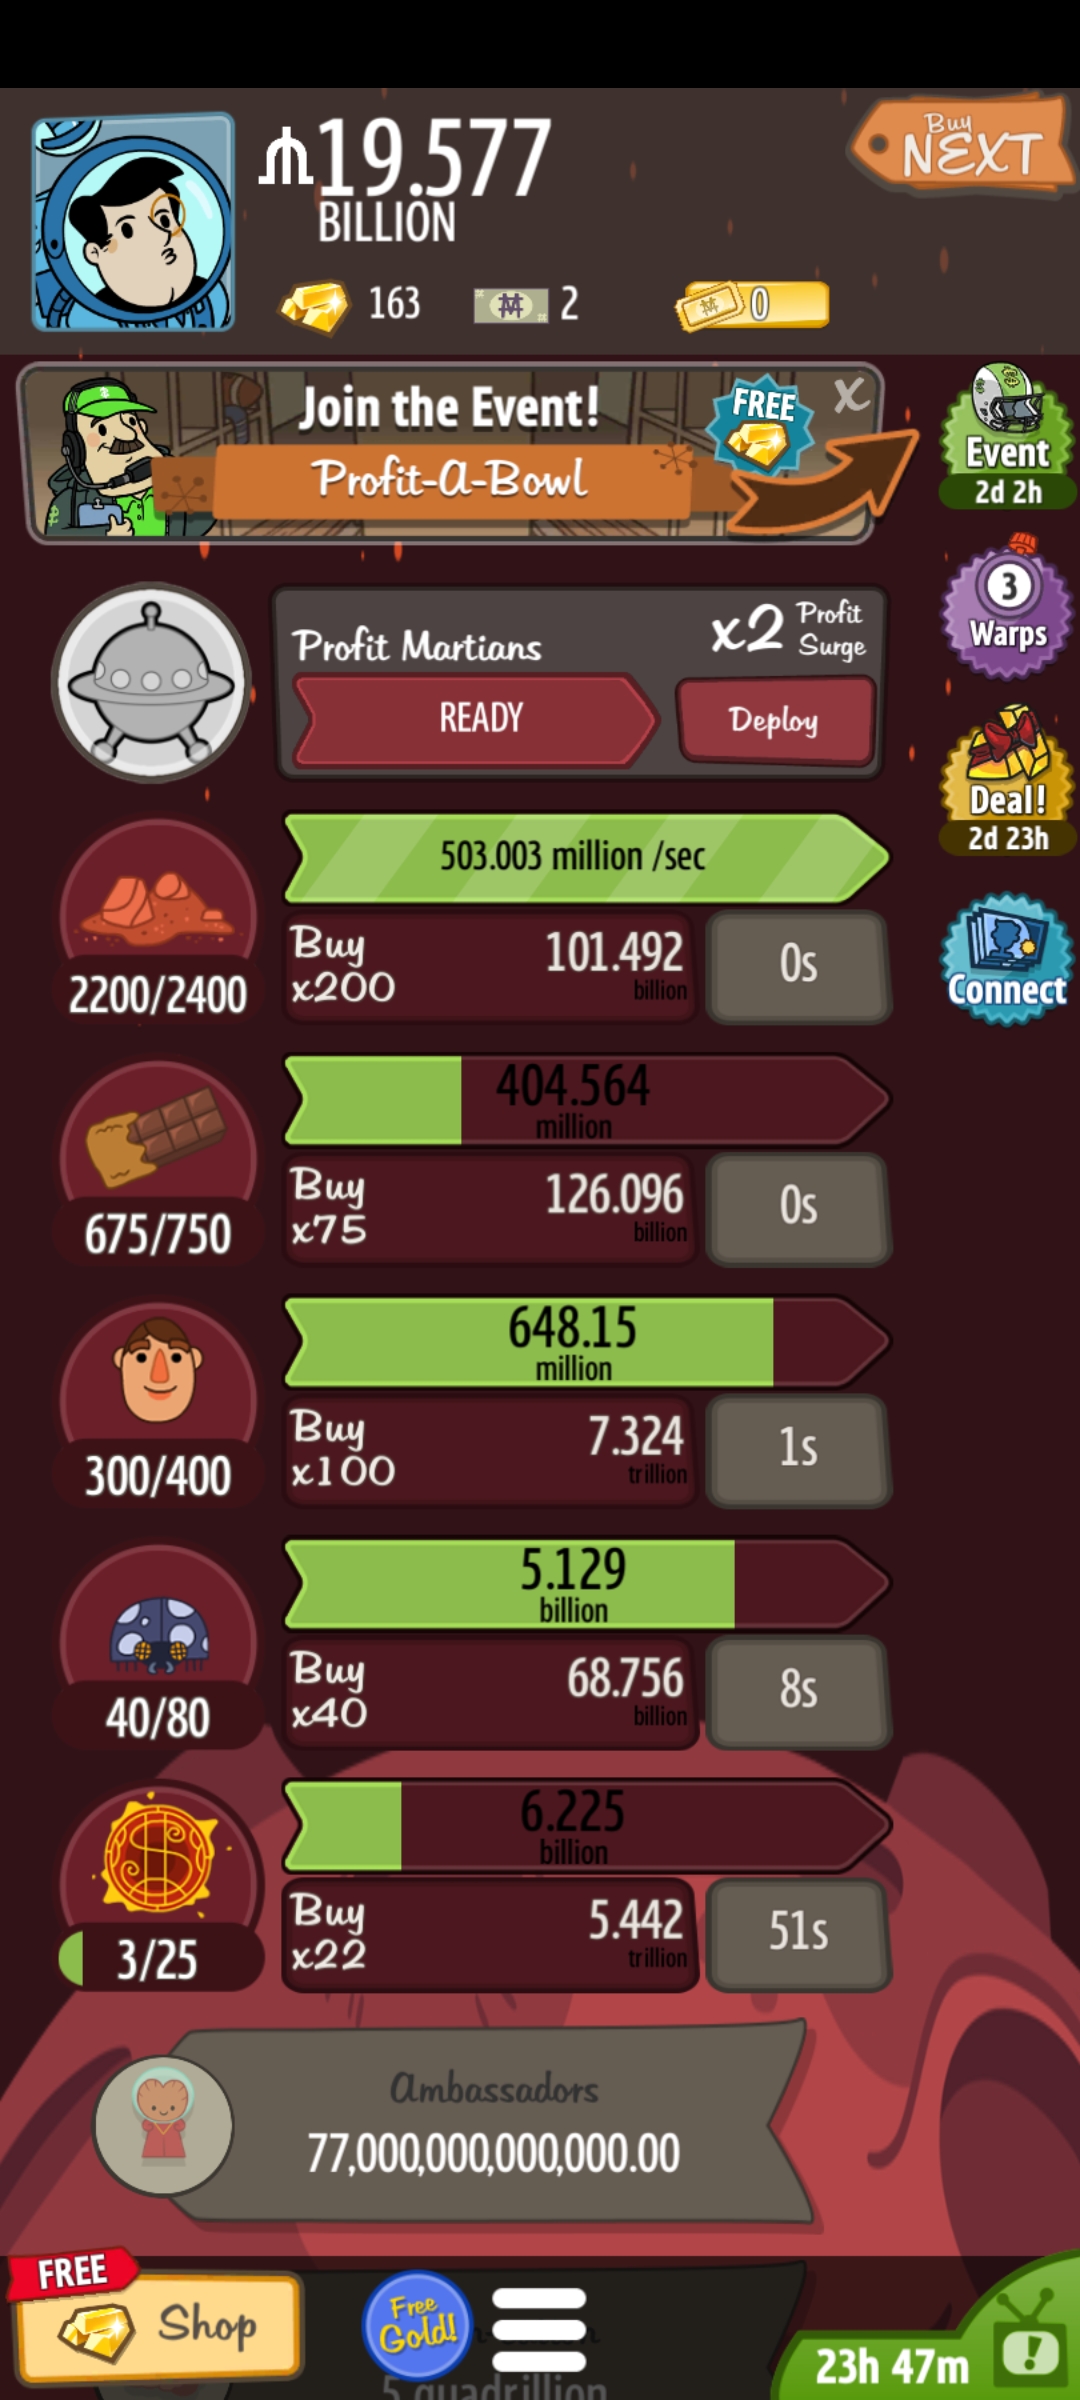 19.577
BILLION
Buy
NEXT
163
2
0
Join the Event!
Profit-A-Bowl
FREE
X
Event
2d 2h
3
Warps
Profit Martians
x2 Profit
Surge
READY
Deploy
Deal!
2d 23h
503.003 million /sec
2200/2400
Buy
x200
101.492
billion
0s
Connect
404.564
million
675/750
Buy
x75
126.096
billion
0s
648.15
million
300/400
Buy
x100
7.324
trillion
1s
5.129
billion
40/80
Buy
x40
68.756
billion
8s
6.225
billion
3/25
Buy
x22
5.442
trillion
51s
Ambassadors
77,000,000,000,000.00
FREE
Shop
Free
Gold!
5 quadrillion
23h 47m